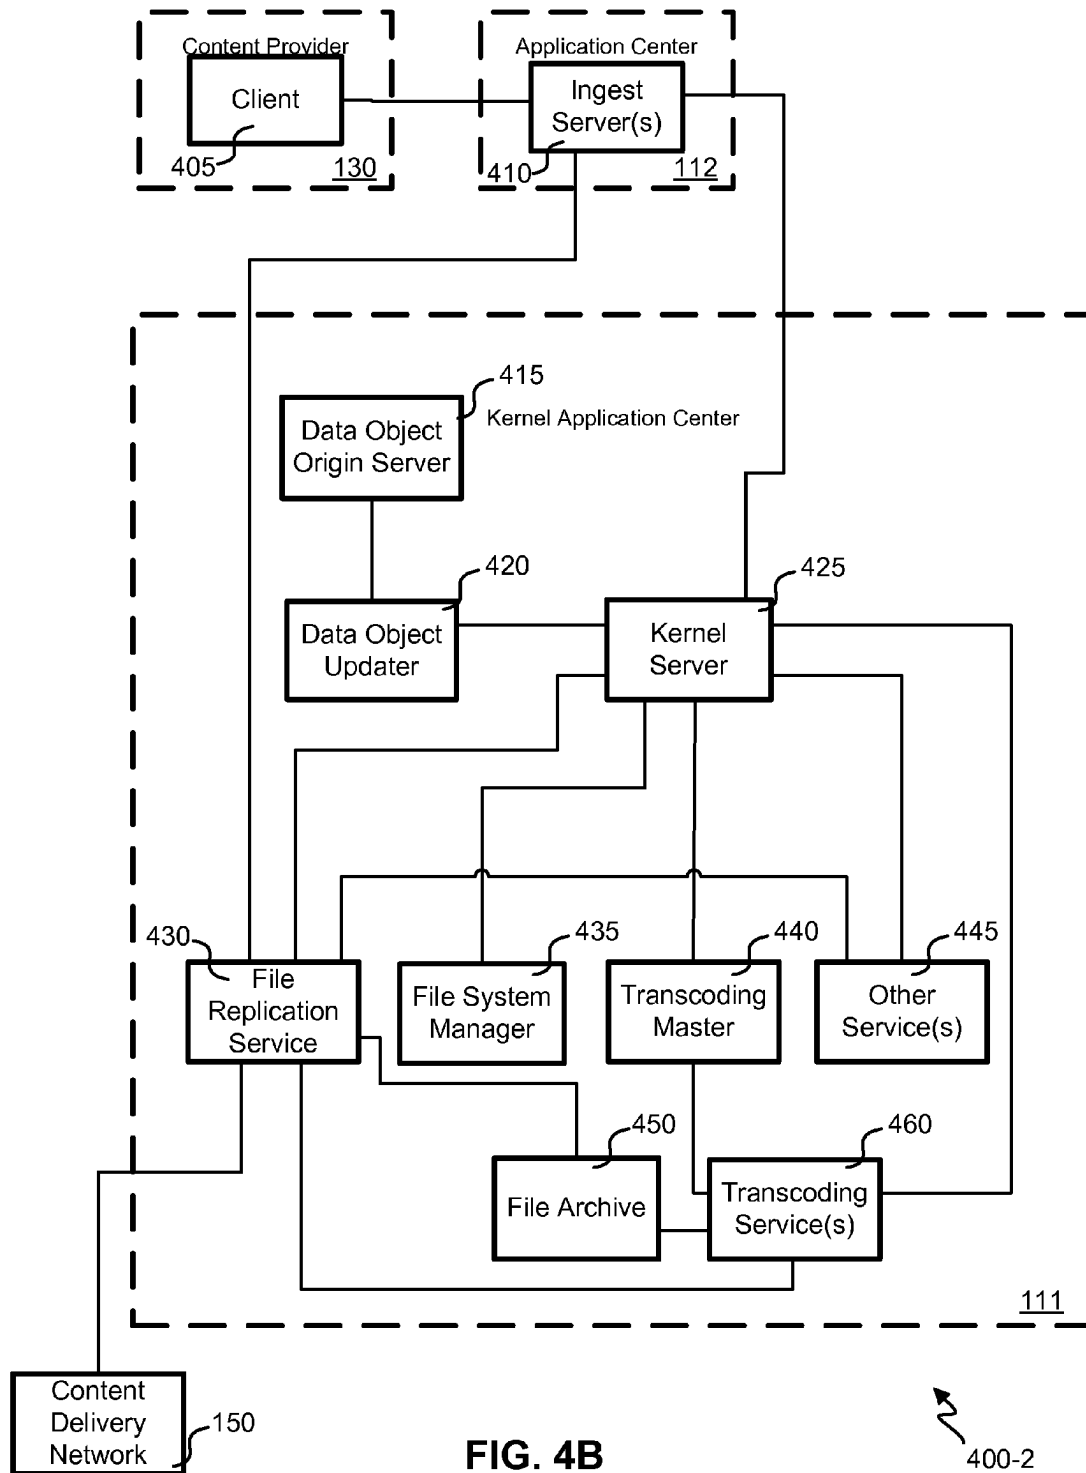 Content Provider
Client
405
130
Application Center
Ingest
Server(s)
410
112
415
Data Object
Origin Server
Kernel Application Center
420
Data Object
Updater
425
Kernel
Server
430
File
Replication
Service
435
File System
Manager
440
Transcoding
Master
445
Other
Service(s)
450
File Archive
460
Transcoding
Service(s)
111
Content
Delivery
Network
150
FIG. 4B
400-2